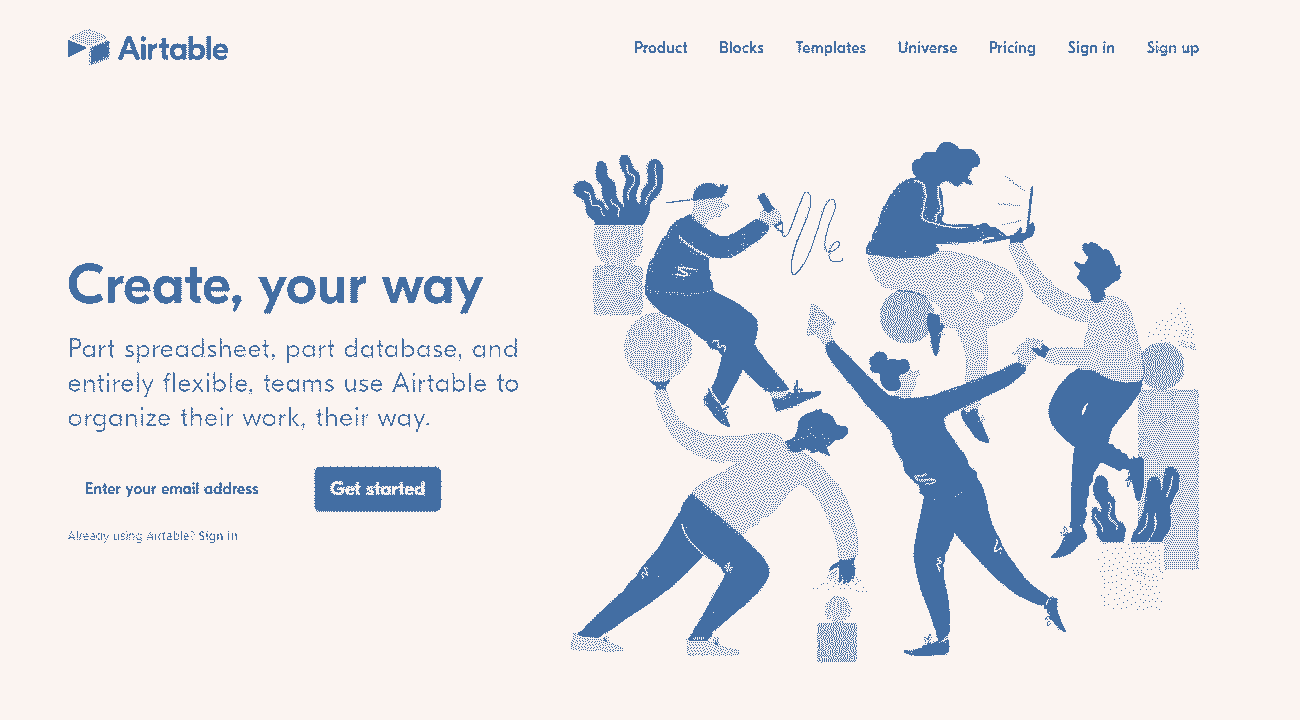 Airtable
Product Blocks Templates Universe Pricing Sign in Sign up
Create, your way
Part spreadsheet, part database, and
entirely flexible, teams use Airtable to
organize their work, their way.
Enter your email address Get started
Already using Airtable? Sign in